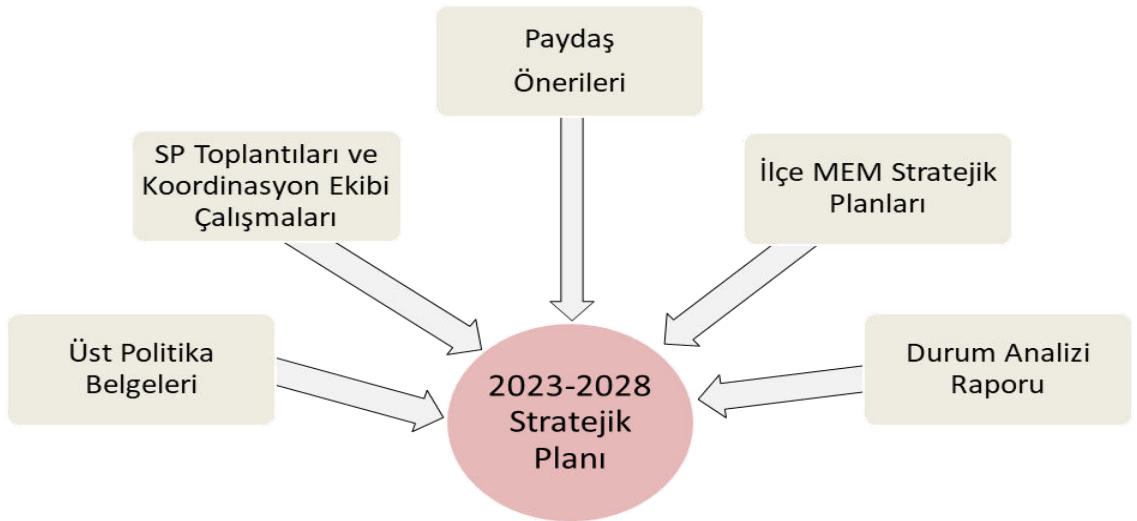 Paydaş
Önerileri
SP Toplantıları ve
Koordinasyon Ekibi
Çalışmaları
İlçe MEM Stratejik
Planları
Üst Politika
Belgeleri
Durum Analizi
Raporu
2023-2028
Stratejik
Planı